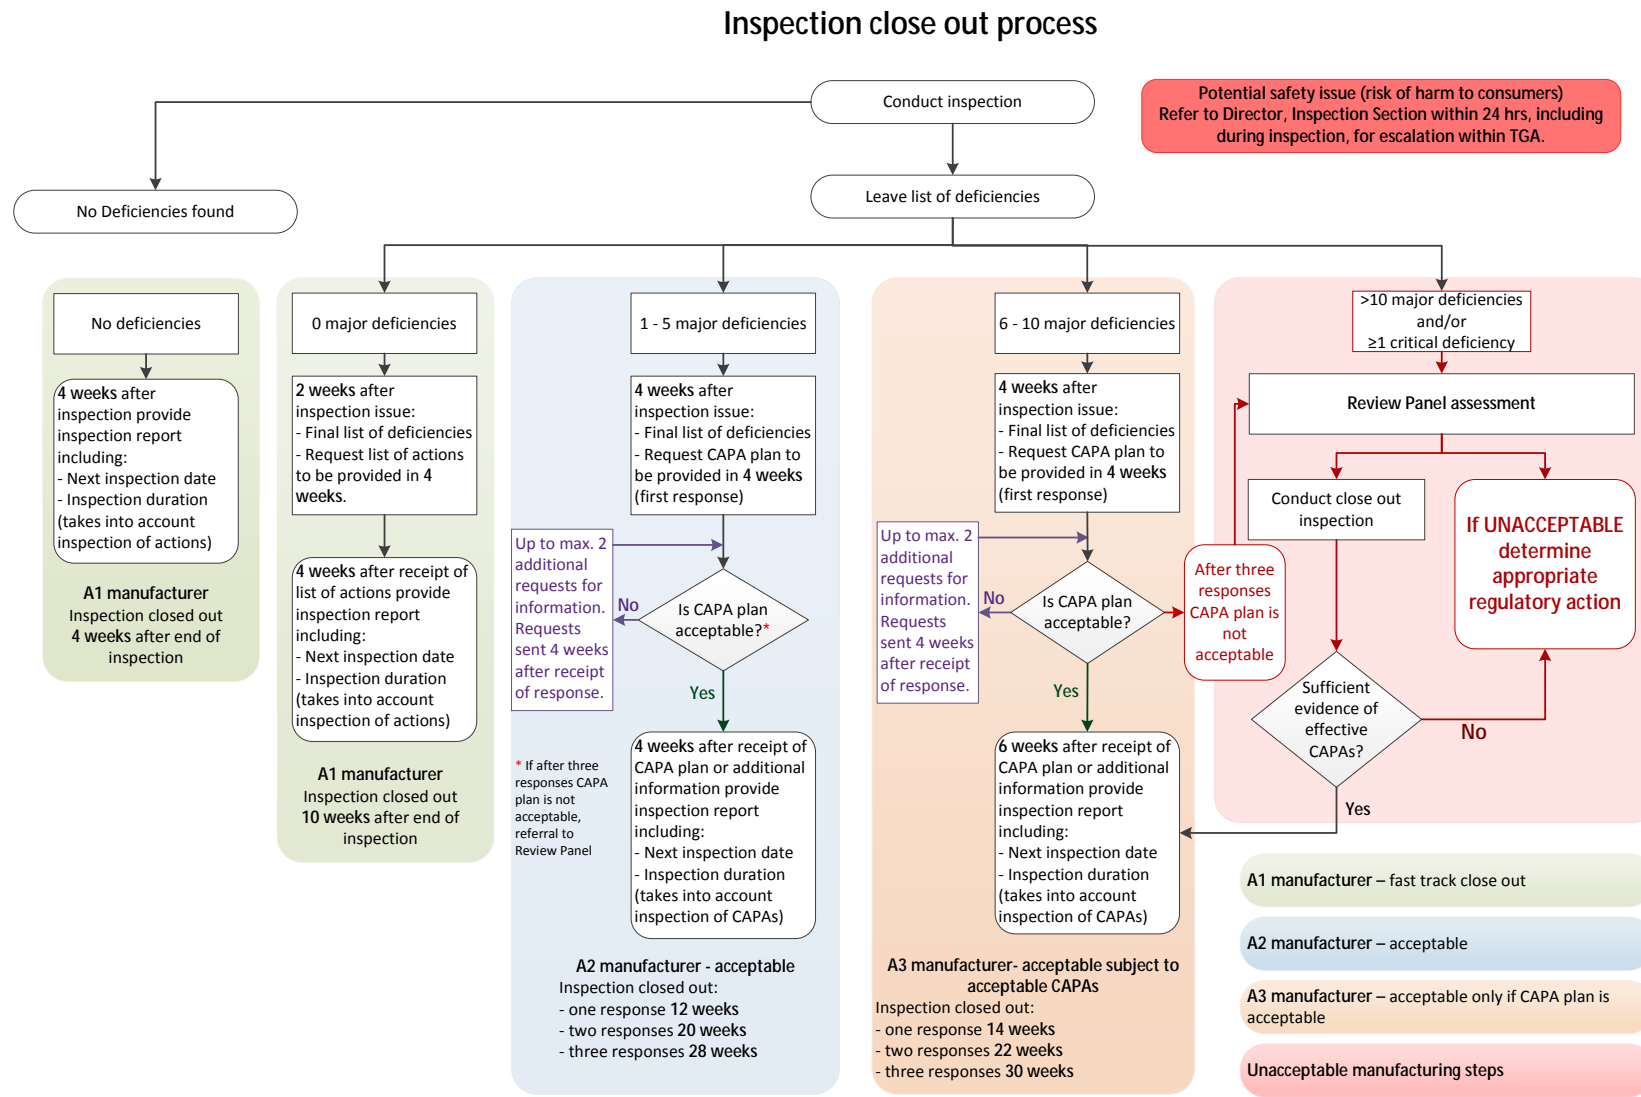 Inspection close out process
Conduct inspection
Potential safety issue (risk of harm to consumers)
Refer to Director, Inspection Section within 24 hrs, including
during inspection, for escalation within TGA.
No Deficiencies found
Leave list of deficiencies
No deficiencies
4 weeks after
inspection provide
inspection report
including:
- Next inspection date
- Inspection duration
(takes into account
inspection of actions)
A1 manufacturer
Inspection closed out
4 weeks after end of
inspection
0 major deficiencies
2 weeks after
inspection issue:
- Final list of deficiencies
- Request list of actions
to be provided in 4
weeks.
4 weeks after receipt of
list of actions provide
inspection report
including:
- Next inspection date
- Inspection duration
(takes into account
inspection of actions)
A1 manufacturer
Inspection closed out
10 weeks after end of
inspection
1 - 5 major deficiencies
4 weeks after
inspection issue:
- Final list of deficiencies
- Request CAPA plan to
be provided in 4 weeks
(first response)
Up to max. 2
additional
requests for
information.
Requests
sent 4 weeks
after receipt
of response.
No
Is CAPA plan
acceptable?*
Yes
* If after three
responses CAPA
plan is not
acceptable,
referral to
Review Panel
4 weeks after receipt of
CAPA plan or additional
information provide
inspection report
including:
- Next inspection date
- Inspection duration
(takes into account
inspection of CAPAs)
A2 manufacturer - acceptable
Inspection closed out:
- one response 12 weeks
- two responses 20 weeks
- three responses 28 weeks
6 - 10 major deficiencies
4 weeks after
inspection issue:
- Final list of deficiencies
- Request CAPA plan to
be provided in 4 weeks
(first response)
Up to max. 2
additional
requests for
information.
Requests
sent 4 weeks
after receipt
of response.
No
Is CAPA plan
acceptable?
Yes
After three
responses
CAPA plan is
not
acceptable
6 weeks after receipt of
CAPA plan or additional
information provide
inspection report
including:
- Next inspection date
- Inspection duration
(takes into account
inspection of CAPAs)
A3 manufacturer- acceptable subject to
acceptable CAPAs
Inspection closed out:
- one response 14 weeks
- two responses 22 weeks
- three responses 30 weeks
>10 major deficiencies
and/or
≥1 critical deficiency
Review Panel assessment
Conduct close out
inspection
If UNACCEPTABLE
determine
appropriate
regulatory action
Sufficient
evidence of
effective
CAPAs?
No
Yes
A1 manufacturer – fast track close out
A2 manufacturer – acceptable
A3 manufacturer – acceptable only if CAPA plan is
acceptable
Unacceptable manufacturing steps